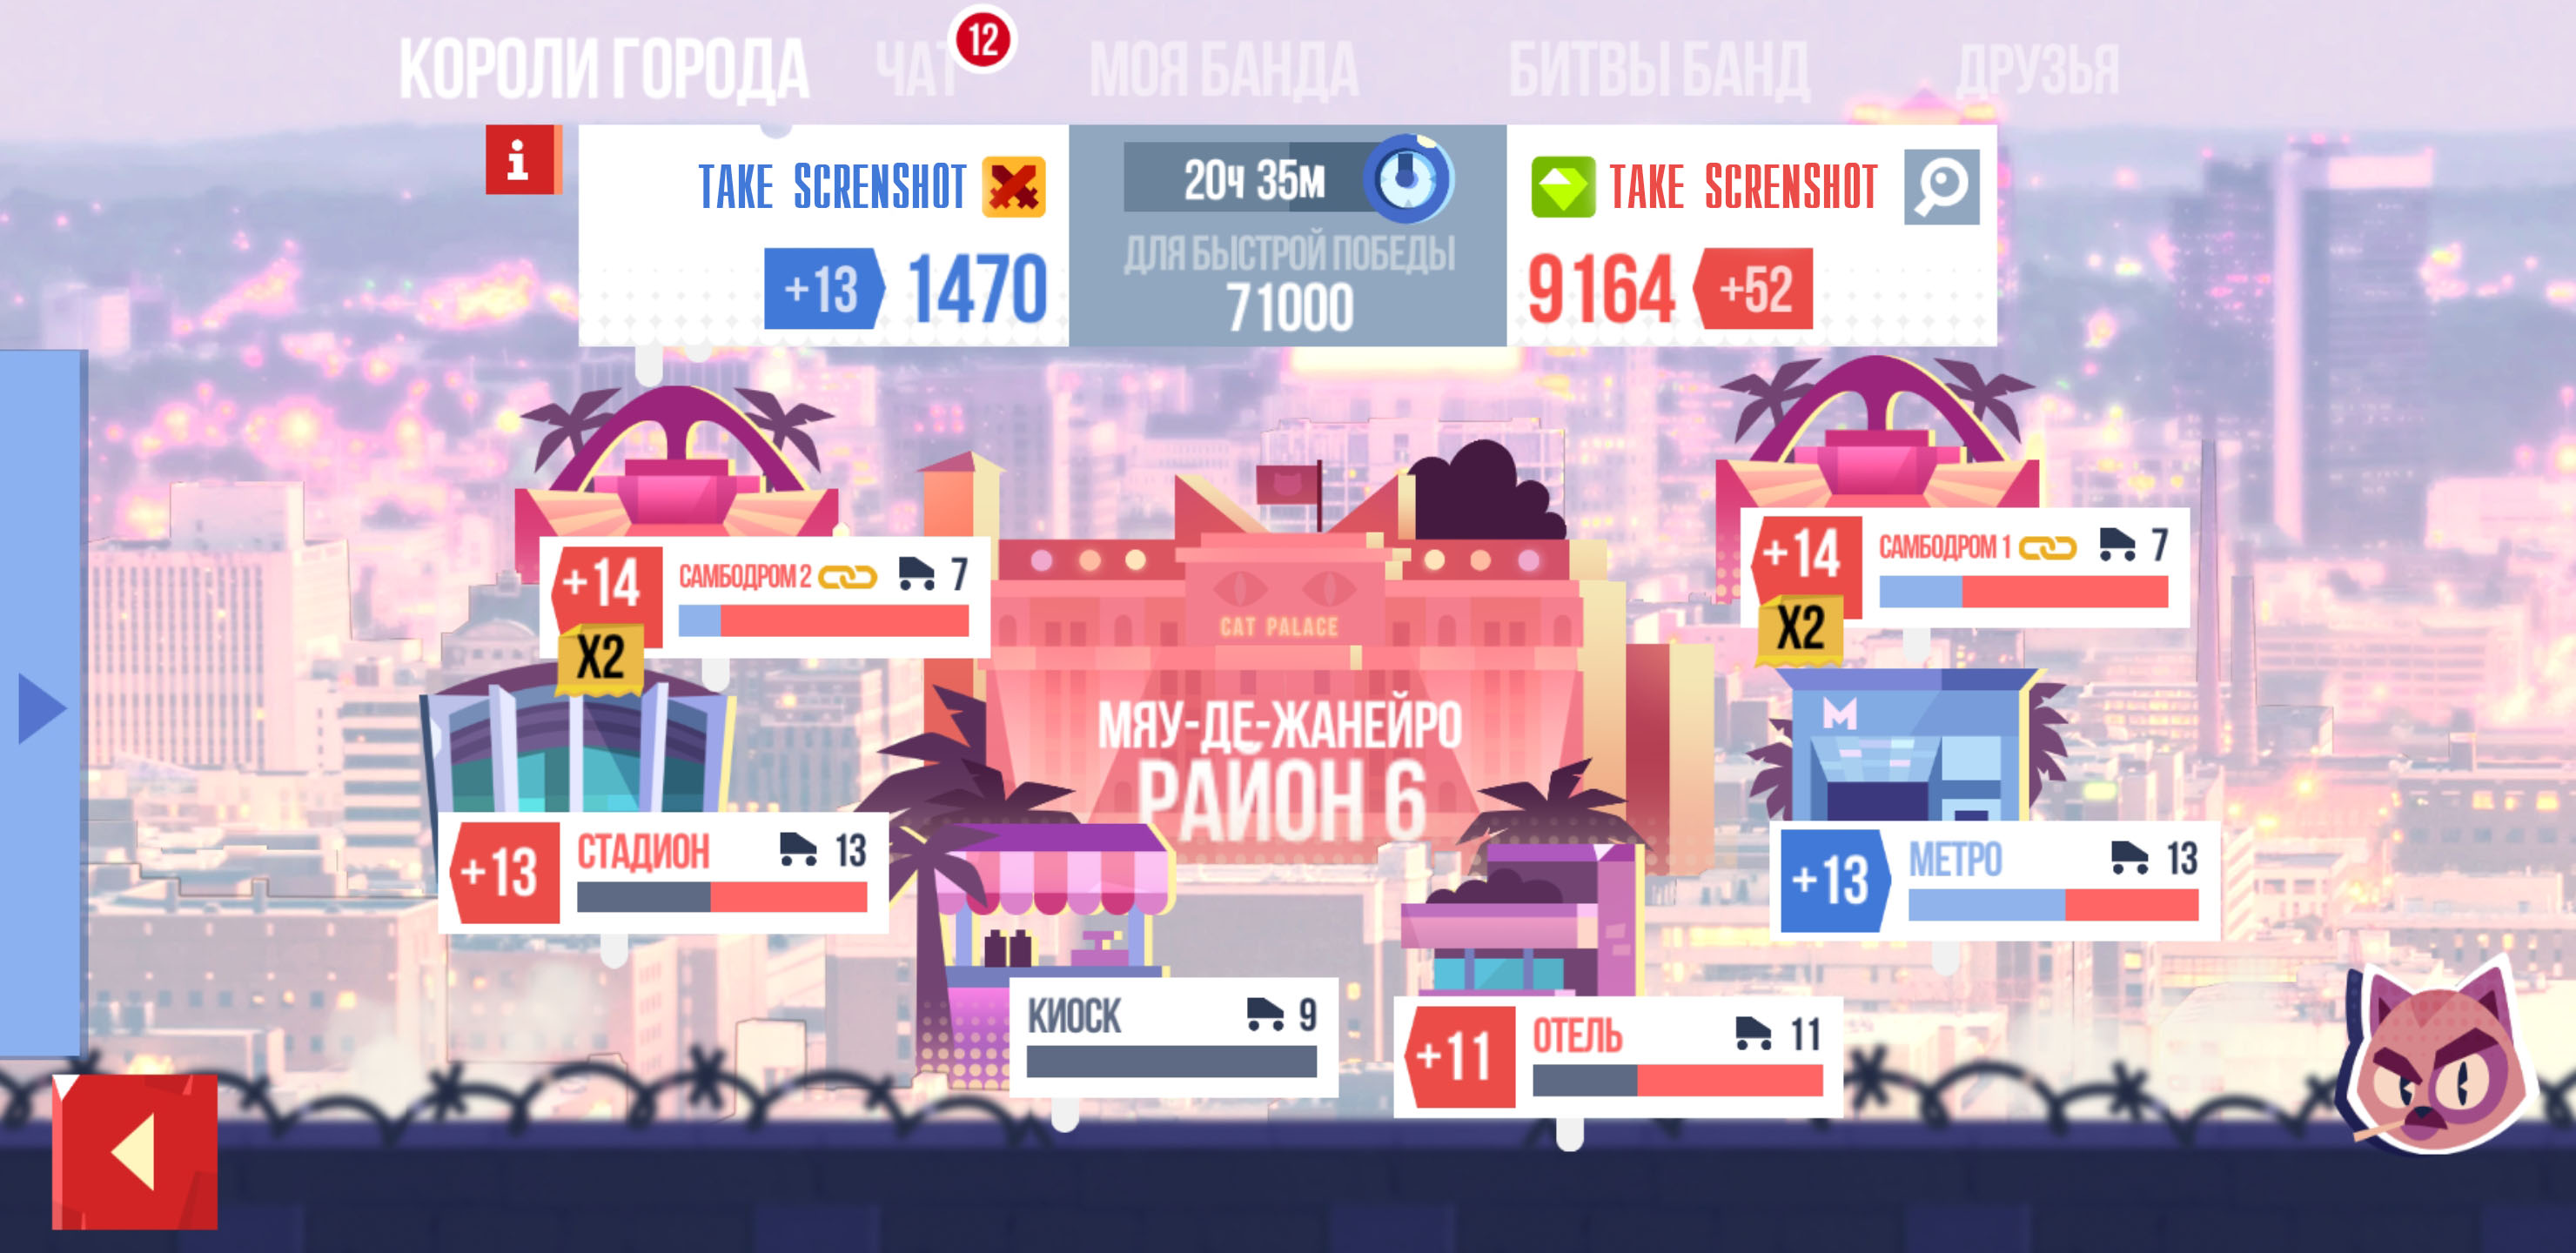 КОРОЛИ ГОРОДА
ЧАТ
12
МОЯ БАНДА
БИТВЫ БАНД
ДРУЗЬЯ
i
TAKE SCRENSHOT
20Ч 35М
TAKE SCRENSHOT
ДЛЯ БЫСТРОЙ ПОБЕДЫ
+13 1470
71000
9164 +52
+14
САМБОДРОМ 2
7
X2
+14
САМБОДРОМ 1
7
X2
CAT PALACE
МЯУ-ДЕ-ЖАНЕЙРО
РАЙОН 6
M
+13
СТАДИОН
13
+13
МЕТРО
13
КИОСК
9
+11
ОТЕЛЬ
11